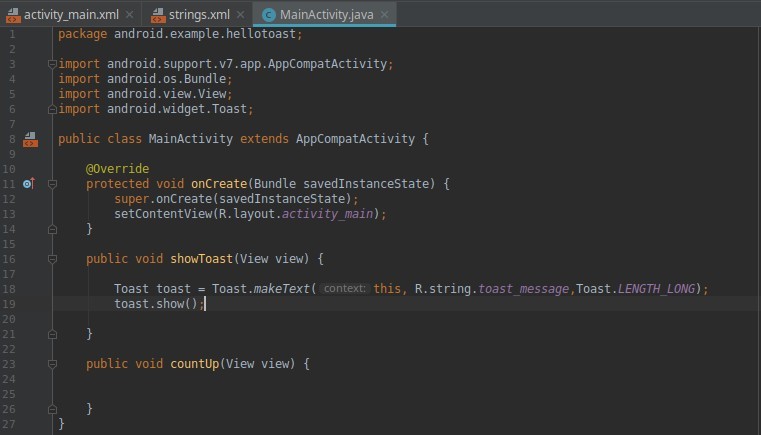 activity_main.xml × strings.xml × MainActivity.java ×
1 package android.example.hellotoast;
2
3 import android.support.v7.app.AppCompatActivity;
4 import android.os.Bundle;
5 import android.view.View;
6 import android.widget.Toast;
7
8 public class MainActivity extends AppCompatActivity {
9
10 @Override
11 protected void onCreate(Bundle savedInstanceState) {
12 super.onCreate(savedInstanceState);
13 setContentView(R.layout.activity_main);
14 }
15
16 public void showToast(View view) {
17
18 Toast toast = Toast.makeText( context: this, R.string.toast_message,Toast.LENGTH_LONG);
19 toast.show();
20
21 }
22
23 public void countUp(View view) {
24
25
26 }
27 }